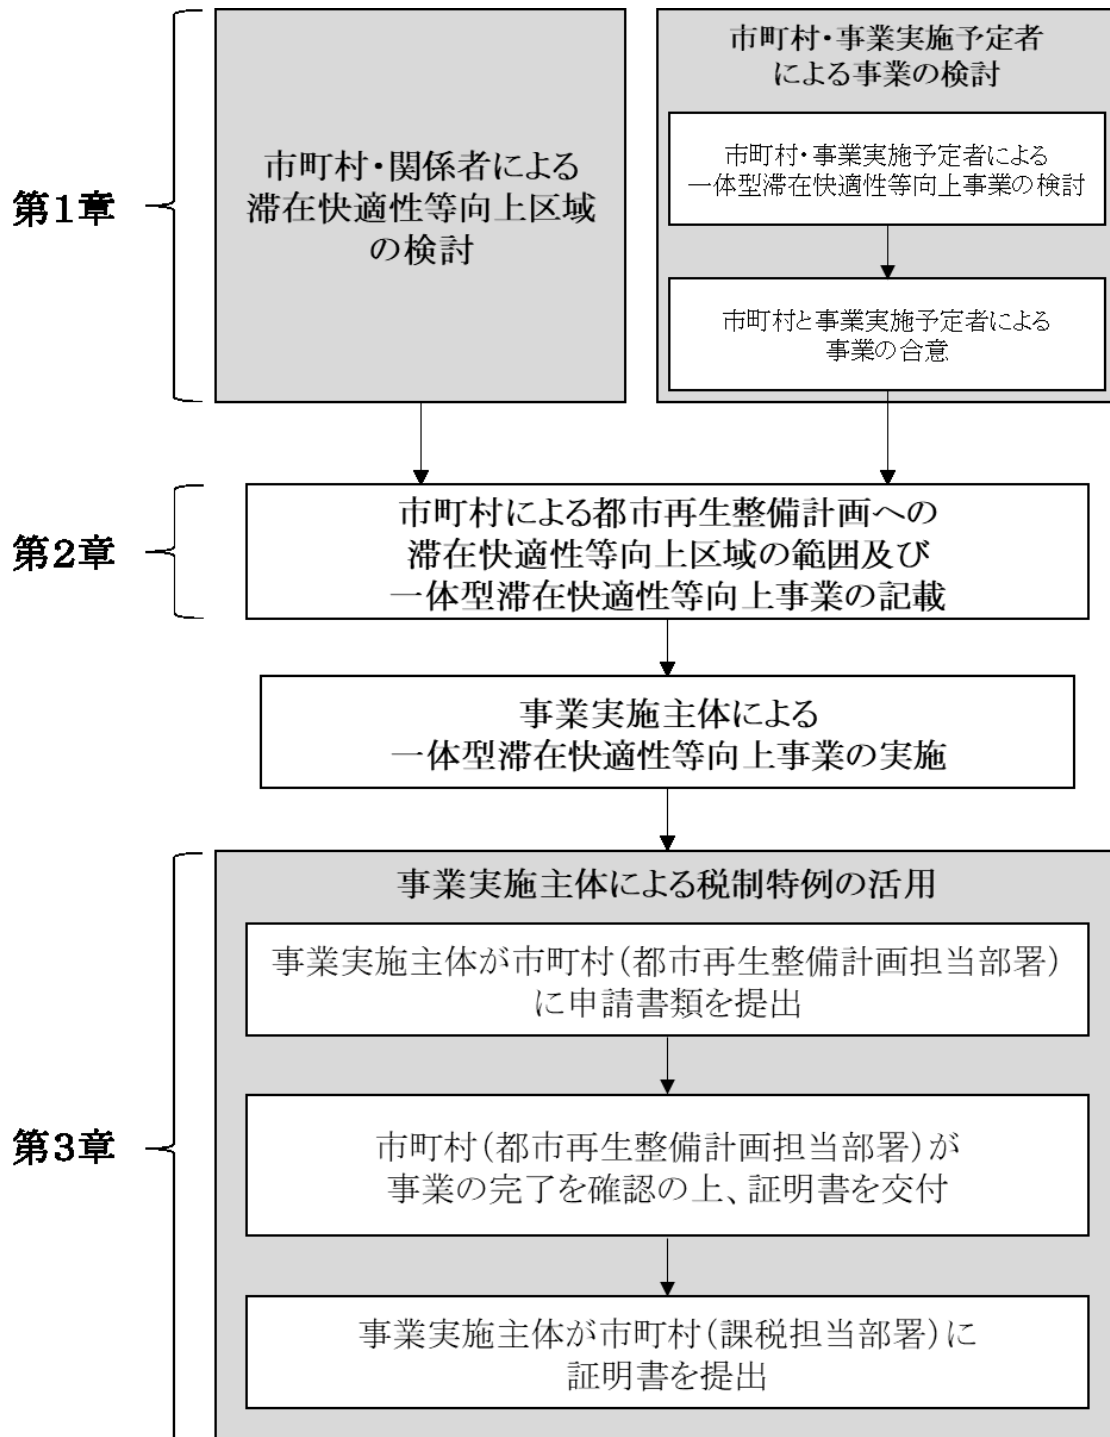 第1章
市町村・関係者による
滞在快適性等向上区域
の検討
市町村・事業実施予定者
による事業の検討
市町村・事業実施予定者による
一体型滞在快適性等向上事業の検討
市町村と事業実施予定者による
事業の合意
第2章
市町村による都市再生整備計画への
滞在快適性等向上区域の範囲及び
一体型滞在快適性等向上事業の記載
事業実施主体による
一体型滞在快適性等向上事業の実施
第3章
事業実施主体による税制特例の活用
事業実施主体が市町村(都市再生整備計画担当部署)
に申請書類を提出
市町村(都市再生整備計画担当部署)が
事業の完了を確認の上、証明書を交付
事業実施主体が市町村(課税担当部署)に
証明書を提出